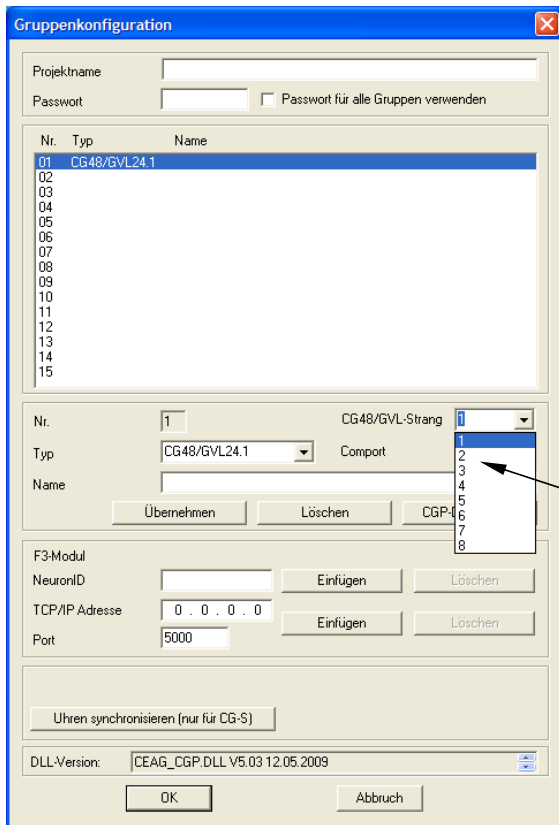 Gruppenkonfiguration
Projektname
Passwort Passwort für alle Gruppen verwenden
Nr. Typ Name
01 CG48/GVL24.1
02
03
04
05
06
07
08
09
10
11
12
13
14
15
Nr. 1 CG48/GVL-Strang 1
Typ CG48/GVL24.1 Comport
Name
1
2
3
4
5
6
7
8
Übernehmen Löschen
F3-Modul
NeuronID Einfügen Löschen
TCP/IP Adresse 0 . 0 . 0 . 0
Port 5000 Einfügen Löschen
Uhren synchronisieren (nur für CG-S)
DLL-Version: CEAG_CGP.DLL V5.03 12.05.2009
OK Abbruch